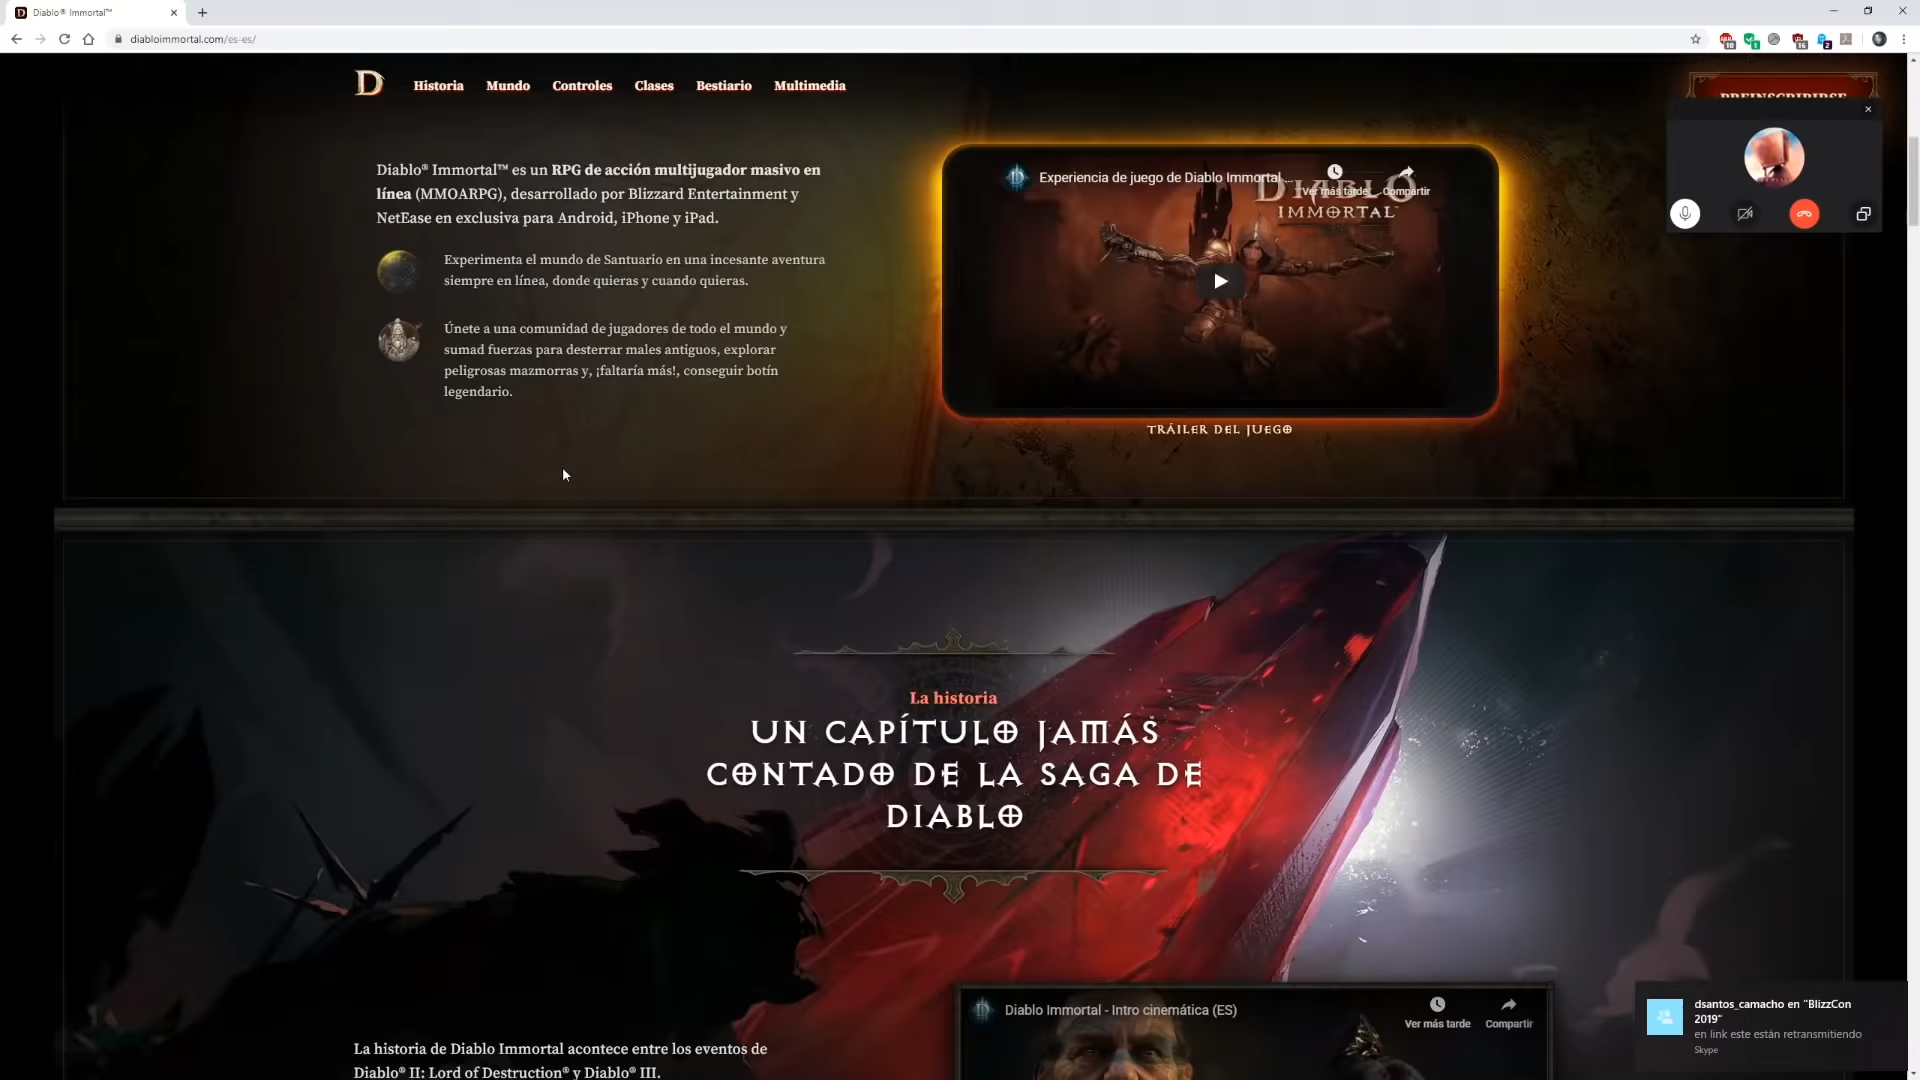 Diablo® Immortal™
diabloimmortal.com/es-es/
10
1
16
2
D
Historia
Mundo
Controles
Clases
Bestiario
Multimedia
PREINSCRIBIRSE
Diablo® Immortal™ es un RPG de acción multijugador masivo en
línea (MMOARPG), desarrollado por Blizzard Entertainment y
NetEase en exclusiva para Android, iPhone y iPad.
Experimenta el mundo de Santuario en una incesante aventura
siempre en línea, donde quieras y cuando quieras.
Únete a una comunidad de jugadores de todo el mundo y
sumad fuerzas para desterrar males antiguos, explorar
peligrosas mazmorras y, ¡faltaría más!, conseguir botín
legendario.
Experiencia de juego de Diablo Immortal ...
Ver más tarde
Compartir
DIABLO
IMMORTAL™
TRÁILER DEL JUEGO
La historia
UN CAPÍTULO JAMÁS
CONTADO DE LA SAGA DE
DIABLO
La historia de Diablo Immortal acontece entre los eventos de
Diablo® II: Lord of Destruction® y Diablo® III.
Diablo Immortal - Intro cinemática (ES)
Ver más tarde
Compartir
dsantos_camacho en "BlizzCon
2019"
en link este están retransmitiendo
Skype